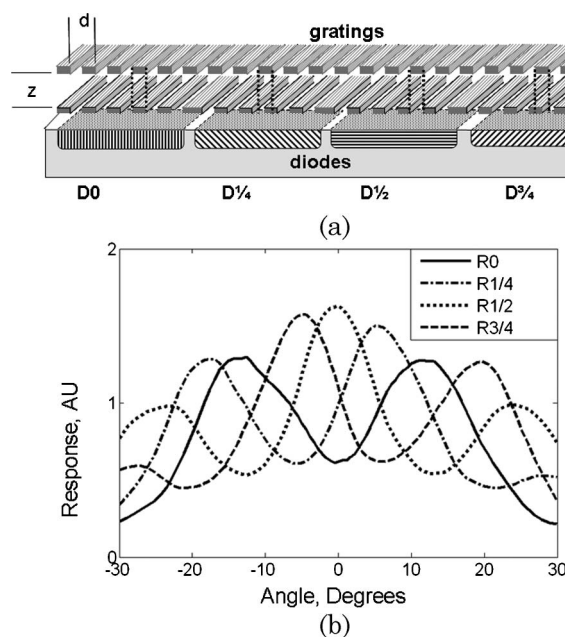 d
gratings
z
diodes
D0 D¼ D½ D¾
(a)
2
R0
R1/4
R1/2
R3/4
Response, AU
1
0
-30 -20 -10 0 10 20 30
Angle, Degrees
(b)